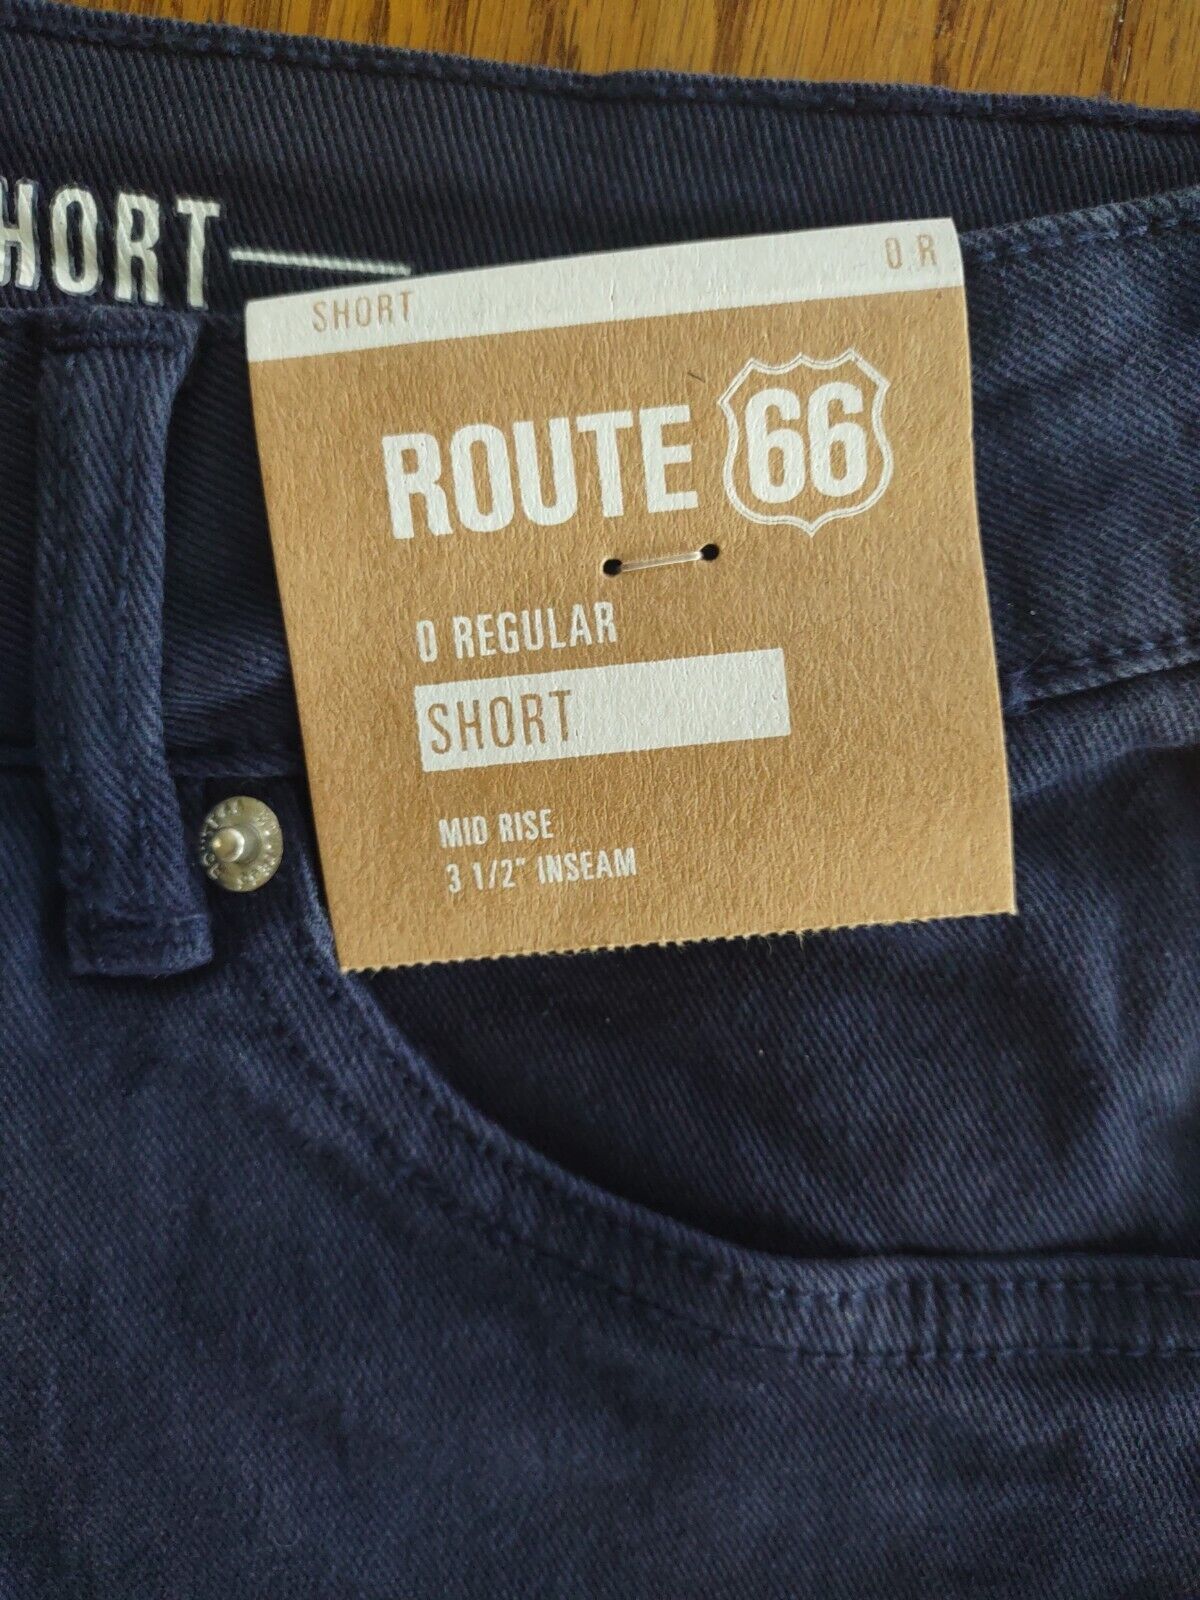 HORT
SHORT 0 R
ROUTE 66
0 REGULAR
SHORT
MID RISE
3 1/2" INSEAM